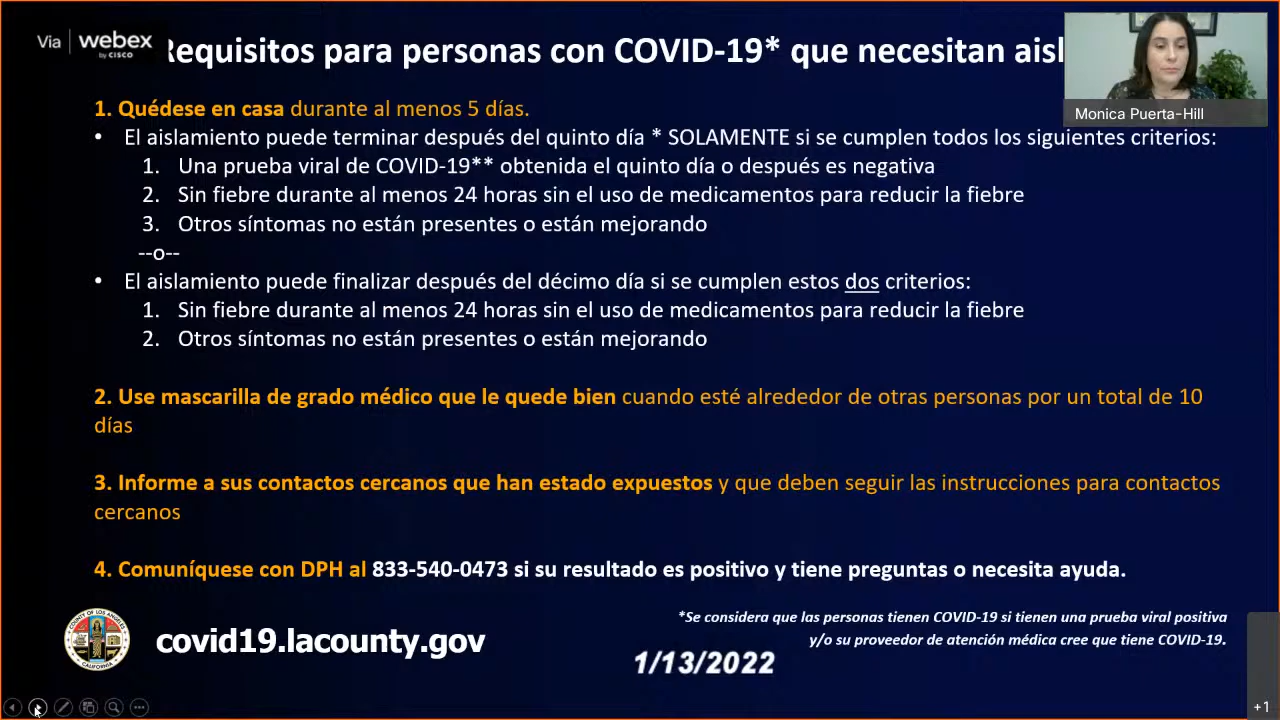 Via webex
by CISCO
Requisitos para personas con COVID-19* que necesitan aisl
Monica Puerta-Hill
1. Quédese en casa durante al menos 5 días.
• El aislamiento puede terminar después del quinto día * SOLAMENTE si se cumplen todos los siguientes criterios:
1. Una prueba viral de COVID-19** obtenida el quinto día o después es negativa
2. Sin fiebre durante al menos 24 horas sin el uso de medicamentos para reducir la fiebre
3. Otros síntomas no están presentes o están mejorando
--o--
• El aislamiento puede finalizar después del décimo día si se cumplen estos dos criterios:
1. Sin fiebre durante al menos 24 horas sin el uso de medicamentos para reducir la fiebre
2. Otros síntomas no están presentes o están mejorando
2. Use mascarilla de grado médico que le quede bien cuando esté alrededor de otras personas por un total de 10
días
3. Informe a sus contactos cercanos que han estado expuestos y que deben seguir las instrucciones para contactos
cercanos
4. Comuníquese con DPH al 833-540-0473 si su resultado es positivo y tiene preguntas o necesita ayuda.
COUNTY OF LOS ANGELES
CALIFORNIA
covid19.lacounty.gov
*Se considera que las personas tienen COVID-19 si tienen una prueba viral positiva
y/o su proveedor de atención médica cree que tiene COVID-19.
1/13/2022
+1